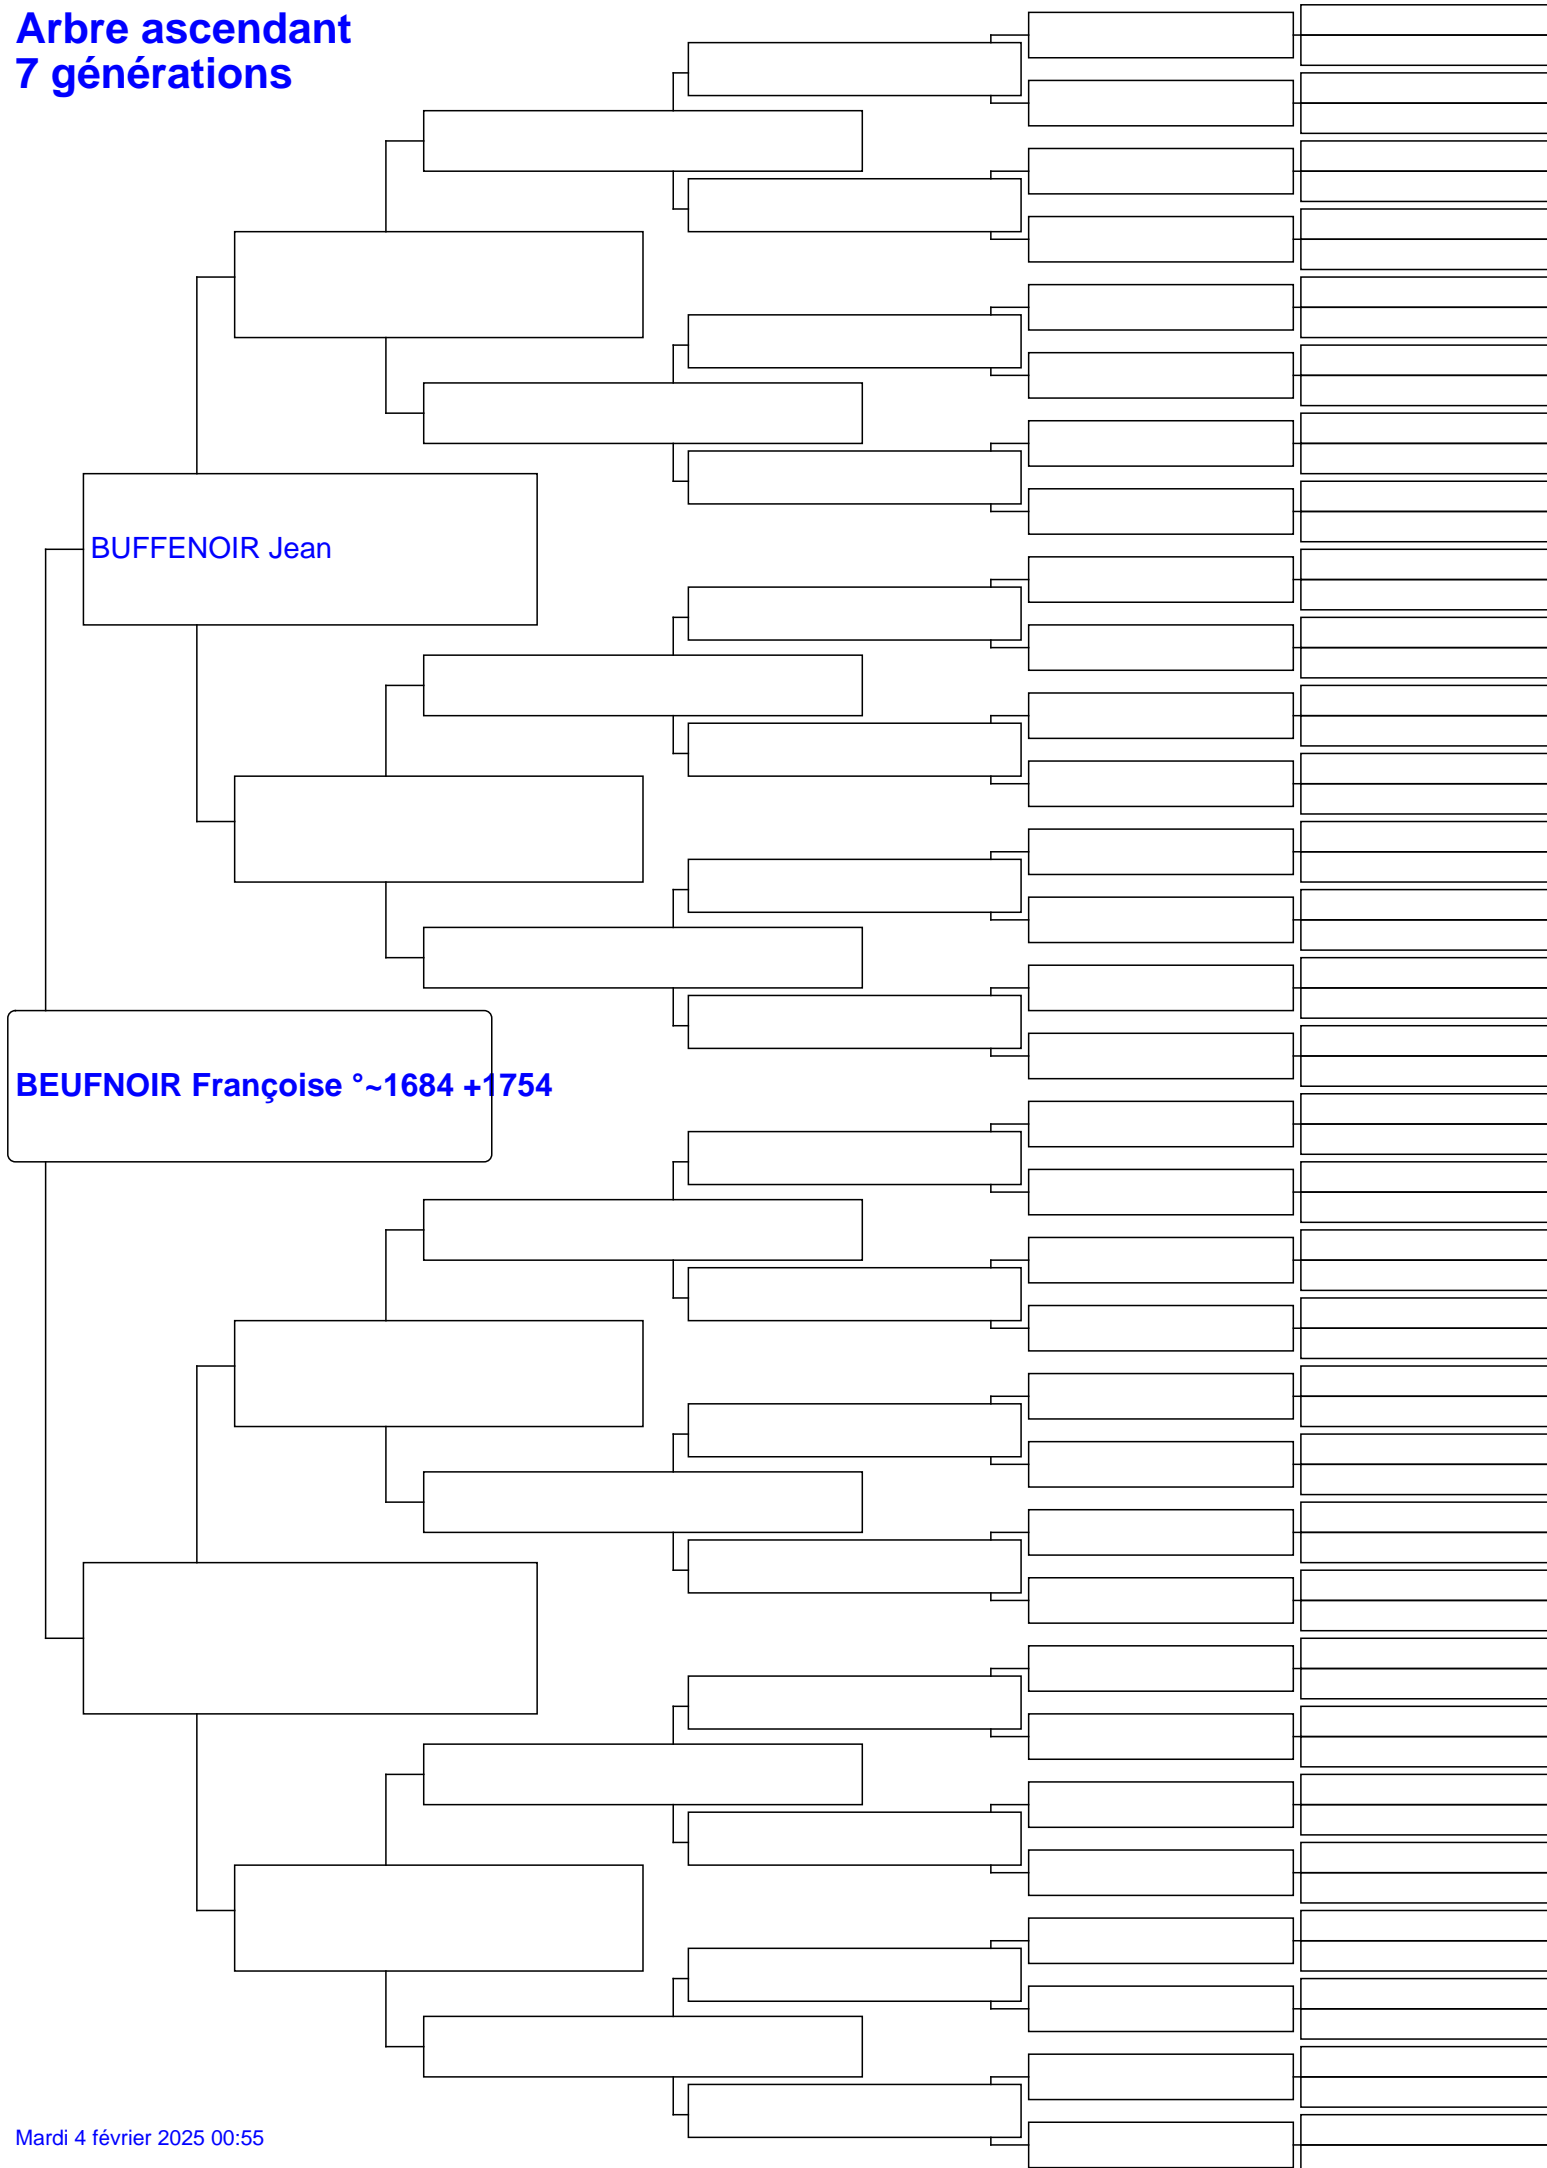 Arbre ascendant
7 générations
BUFFENOIR Jean
BEUFNOIR Françoise °~1684 +1754
Mardi 4 février 2025 00:55